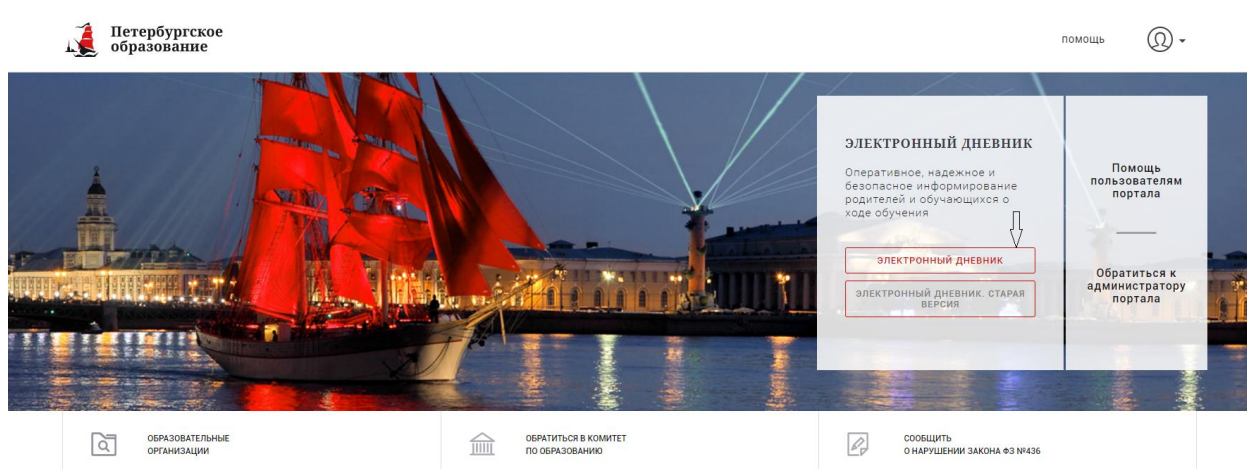 Петербургское
образование
ПОМОЩЬ
ЭЛЕКТРОННЫЙ ДНЕВНИК
Оперативное, надежное и
безопасное информирование
родителей и обучающихся о
ходе обучения
ЭЛЕКТРОННЫЙ ДНЕВНИК
ЭЛЕКТРОННЫЙ ДНЕВНИК. СТАРАЯ
ВЕРСИЯ
Помощь
пользователям
портала
Обратиться к
администратору
портала
ОБРАЗОВАТЕЛЬНЫЕ
ОРГАНИЗАЦИИ
ОБРАТИТЬСЯ В КОМИТЕТ
ПО ОБРАЗОВАНИЮ
СООБЩИТЬ
О НАРУШЕНИИ ЗАКОНА ФЗ №436